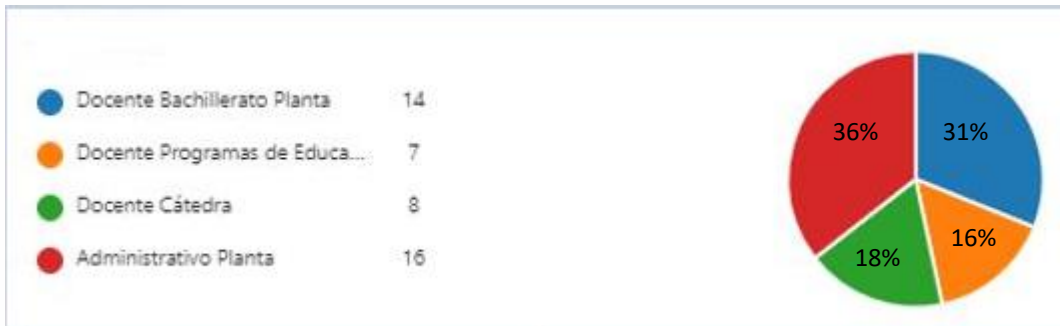 Docente Bachillerato Planta 14
Docente Programas de Educa... 7
Docente Cátedra 8
Administrativo Planta 16
36% 31%
16%
18%